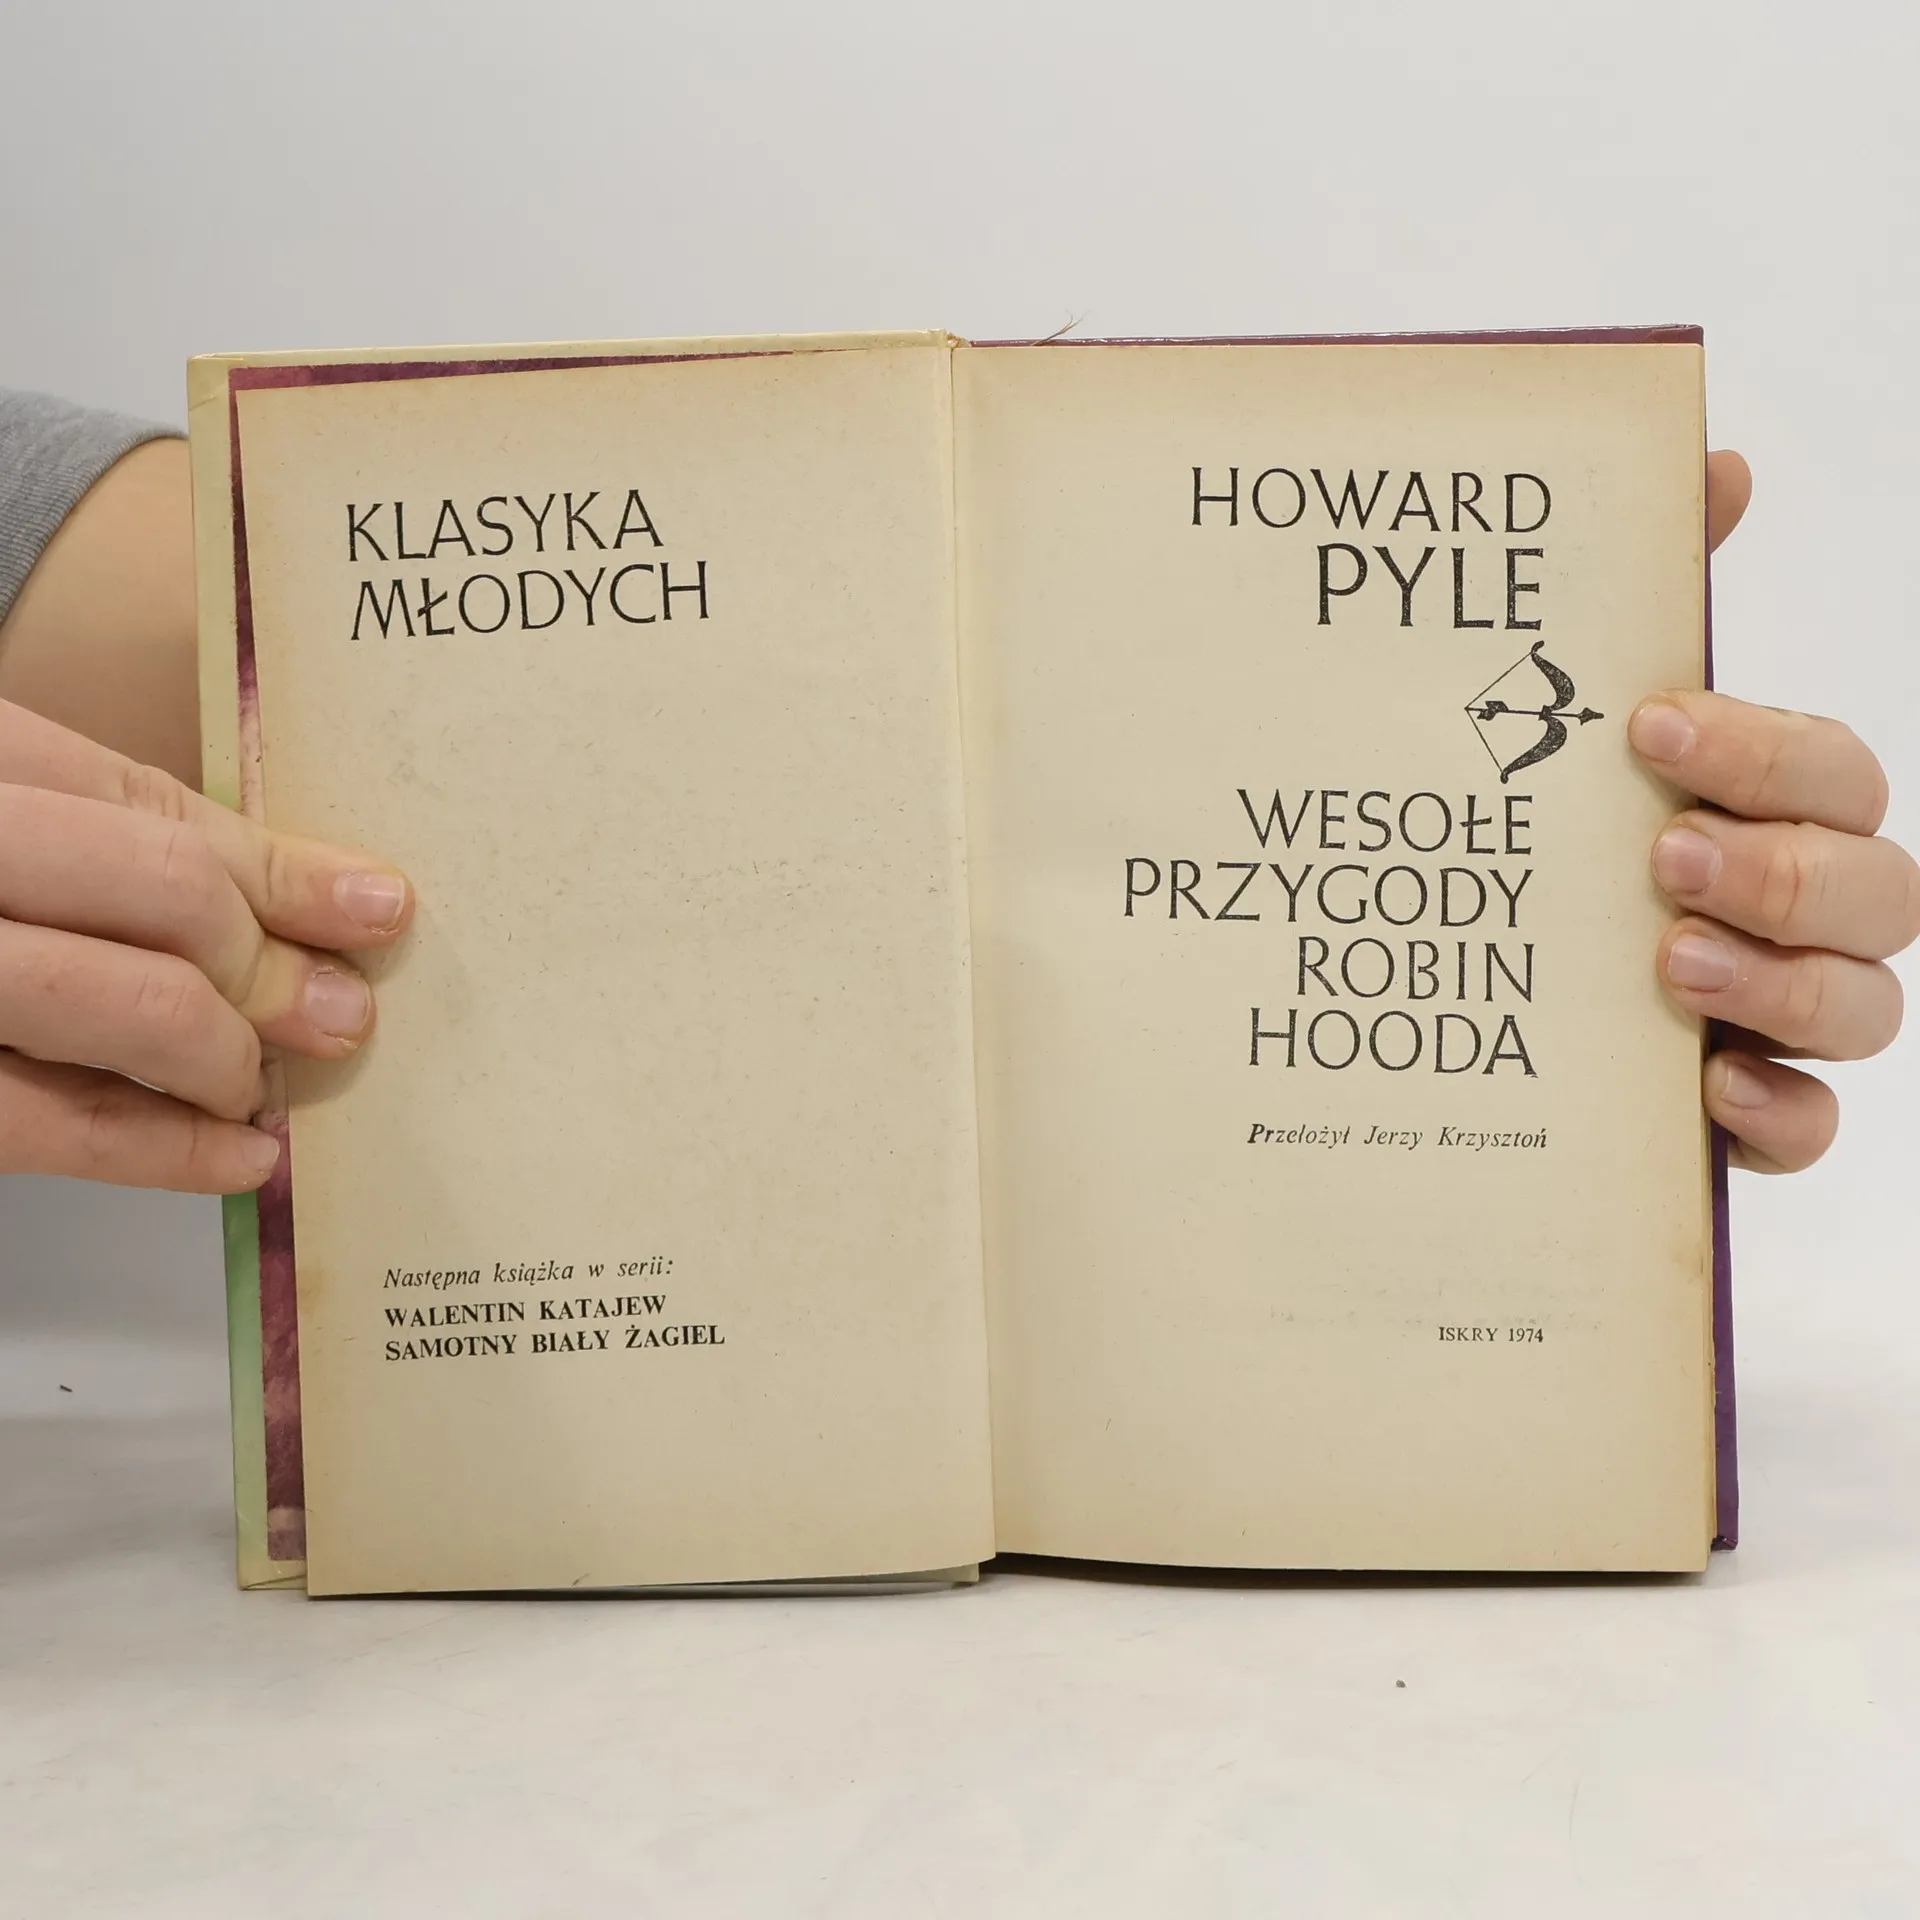 KLASYKA
MŁODYCH
Następna książka w serii:
WALENTIN KATAJEW
SAMOTNY BIAŁY ŻAGIEL
HOWARD
PYLE
WESOŁE
PRZYGODY
ROBIN
HOODA
Przełożył Jerzy Krzysztoń
ISKRY 1974